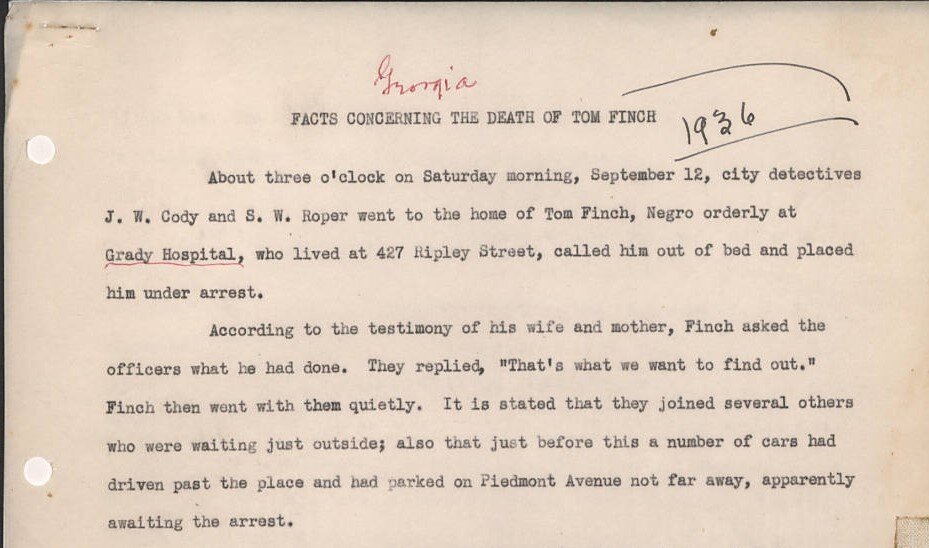 Georgia
FACTS CONCERNING THE DEATH OF TOM FINCH
1936
About three o'clock on Saturday morning, September 12, city detectives
J. W. Cody and S. W. Roper went to the home of Tom Finch, Negro orderly at
Grady Hospital, who lived at 427 Ripley Street, called him out of bed and placed
him under arrest.
According to the testimony of his wife and mother, Finch asked the
officers what he had done. They replied, "That's what we want to find out."
Finch then went with them quietly. It is stated that they joined several others
who were waiting just outside; also that just before this a number of cars had
driven past the place and had parked on Piedmont Avenue not far away, apparently
awaiting the arrest.